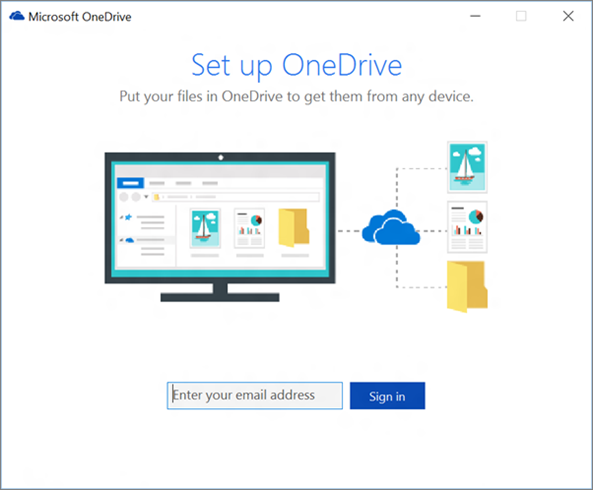 Microsoft OneDrive
Set up OneDrive
Put your files in OneDrive to get them from any device.
Enter your email address
Sign in